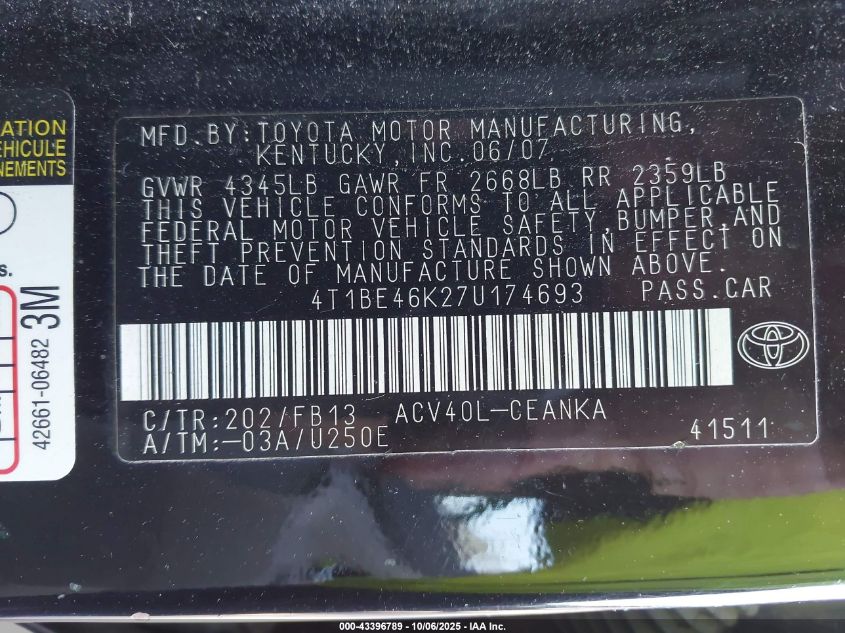 ATION
ÉHICULE
NEMENTS
s.
42661-06482 3M
MFD.BY:TOYOTA MOTOR MANUFACTURING,
KENTUCKY,INC.06/07
GVWR 4345LB GAWR FR 2668LB RR 2359LB
THIS VEHICLE CONFORMS TO ALL APPLICABLE
FEDERAL MOTOR VEHICLE SAFETY,BUMPER,AND
THEFT PREVENTION STANDARDS IN EFFECT ON
THE DATE OF MANUFACTURE SHOWN ABOVE.
4T1BE46K27U174693 PASS.CAR
C/TR:202/FB13 ACV40L-CEANKA
A/TM:-03A/U250E 41511
000-43396789 - 10/06/2025 - IAA Inc.